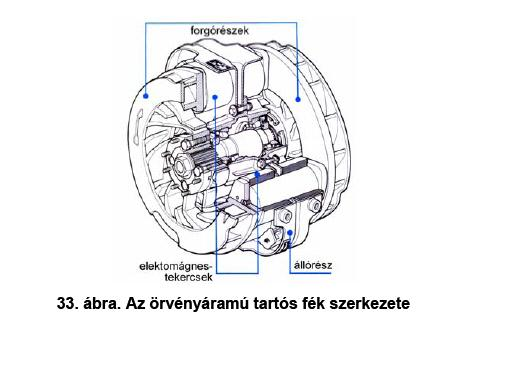 forgórészek
elektomágnes-
tekercsek
állórész
33. ábra. Az örvényáramú tartós fék szerkezete